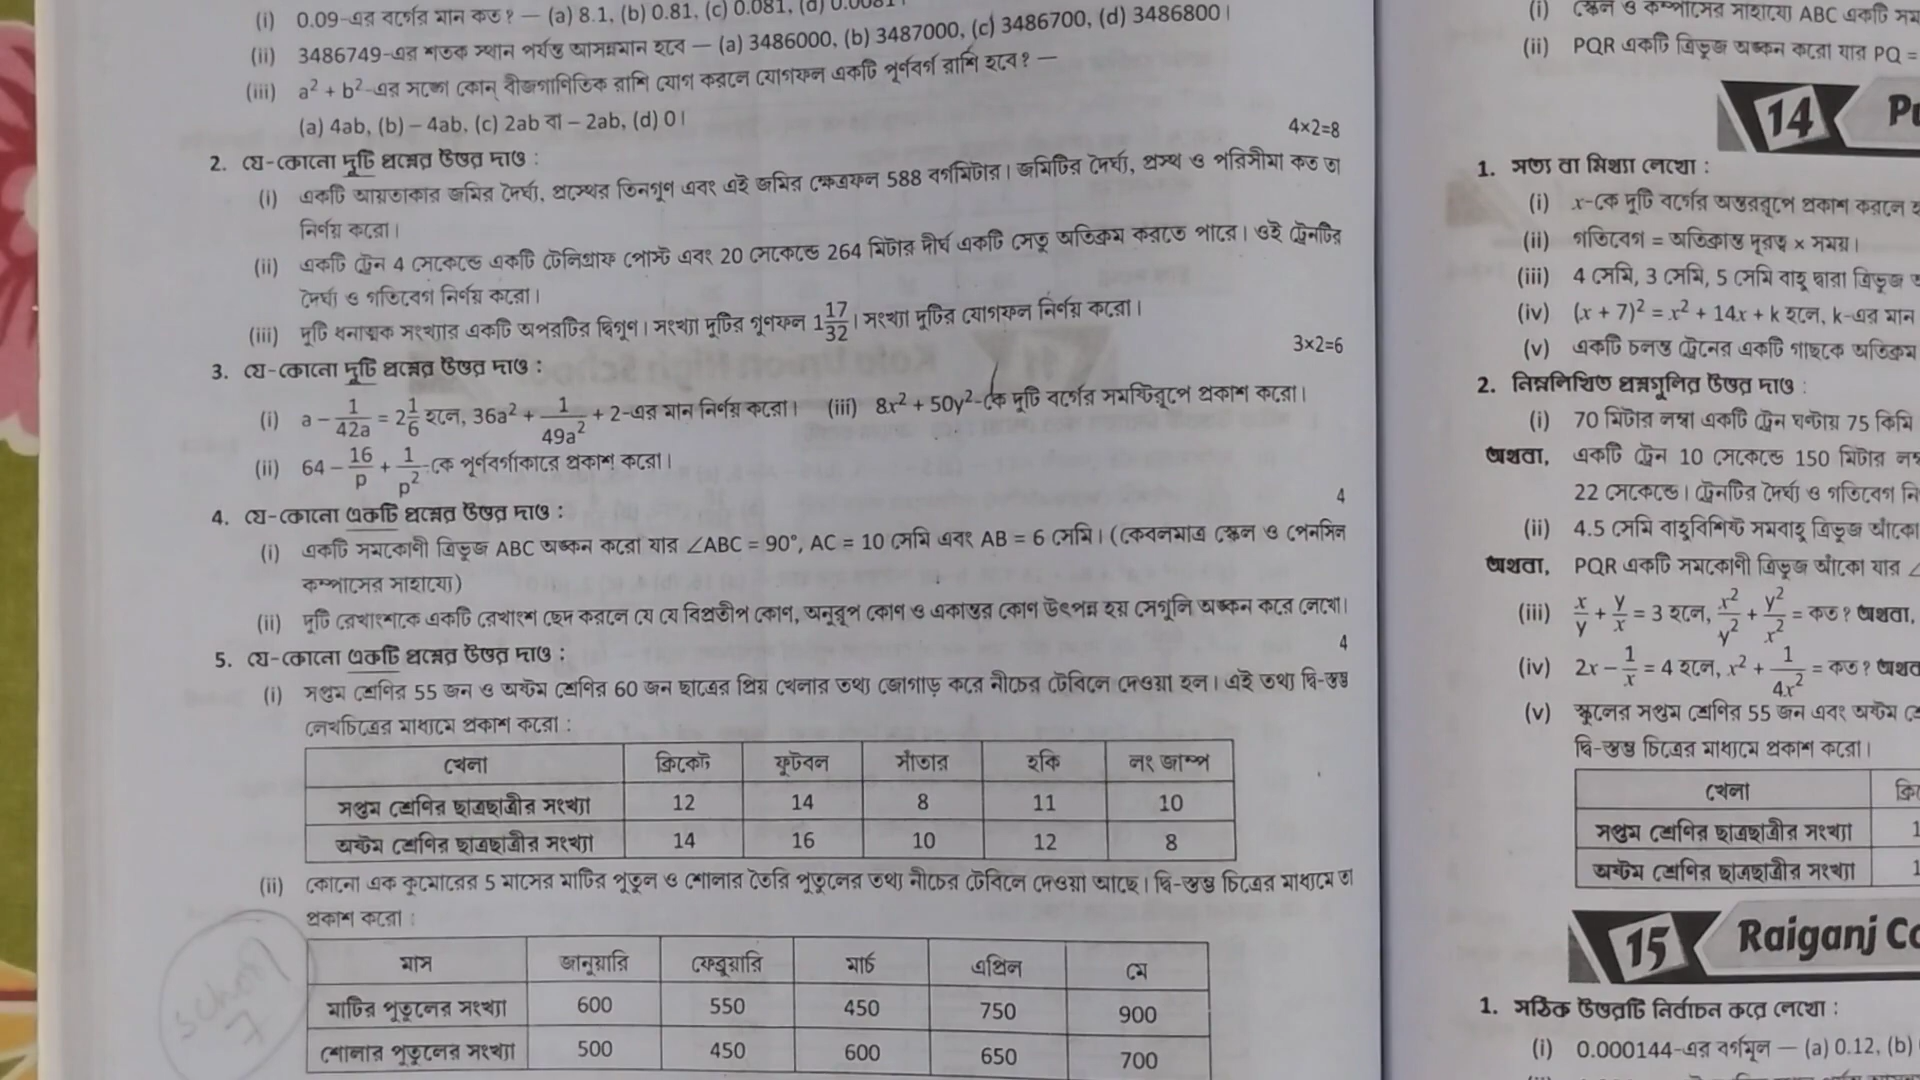 (i) 0.09-এর বর্গের মান কত? — (a) 8.1, (b) 0.81, (c) 0.081, (d) 0.0081।
(ii) 3486749-এর শতক স্থান পর্যন্ত আসন্নমান হবে — (a) 3486000, (b) 3487000, (c) 3486700, (d) 3486800।
(iii) a² + b²-এর সঙ্গে কোন্ বীজগাণিতিক রাশি যোগ করলে যোগফল একটি পূর্ণবর্গ রাশি হবে? —
(a) 4ab, (b) – 4ab, (c) 2ab বা – 2ab, (d) 0।
2. যে-কোনো দুটি প্রশ্নের উত্তর দাও : 4×2=8
(i) একটি আয়তাকার জমির দৈর্ঘ্য, প্রস্থের তিনগুণ এবং এই জমির ক্ষেত্রফল 588 বর্গমিটার। জমিটির দৈর্ঘ্য, প্রস্থ ও পরিসীমা কত তা
নির্ণয় করো।
(ii) একটি ট্রেন 4 সেকেন্ডে একটি টেলিগ্রাফ পোস্ট এবং 20 সেকেন্ডে 264 মিটার দীর্ঘ একটি সেতু অতিক্রম করতে পারে। ওই ট্রেনটির
দৈর্ঘ্য ও গতিবেগ নির্ণয় করো।
(iii) দুটি ধনাত্মক সংখ্যার একটি অপরটির দ্বিগুণ। সংখ্যা দুটির গুণফল 1 17/32। সংখ্যা দুটির যোগফল নির্ণয় করো।
3. যে-কোনো দুটি প্রশ্নের উত্তর দাও : 3×2=6
(i) a – 1/42a = 2 1/6 হলে, 36a² + 1/49a² + 2-এর মান নির্ণয় করো। (iii) 8x² + 50y²-কে দুটি বর্গের সমষ্টিরূপে প্রকাশ করো।
(ii) 64 – 16/p + 1/p²-কে পূর্ণবর্গাকারে প্রকাশ করো।
4. যে-কোনো একটি প্রশ্নের উত্তর দাও : 4
(i) একটি সমকোণী ত্রিভুজ ABC অঙ্কন করো যার ∠ABC = 90°, AC = 10 সেমি এবং AB = 6 সেমি। (কেবলমাত্র স্কেল ও পেনসিল
কম্পাসের সাহায্যে)
(ii) দুটি রেখাংশকে একটি রেখাংশ ছেদ করলে যে যে বিপ্রতীপ কোণ, অনুরূপ কোণ ও একান্তর কোণ উৎপন্ন হয় সেগুলি অঙ্কন করে লেখো।
5. যে-কোনো একটি প্রশ্নের উত্তর দাও : 4
(i) সপ্তম শ্রেণির 55 জন ও অষ্টম শ্রেণির 60 জন ছাত্রের প্রিয় খেলার তথ্য জোগাড় করে নীচের টেবিলে দেওয়া হল। এই তথ্য দ্বি-স্তম্ভ
লেখচিত্রের মাধ্যমে প্রকাশ করো :
খেলা ক্রিকেট ফুটবল সাঁতার হকি লং জাম্প
সপ্তম শ্রেণির ছাত্রছাত্রীর সংখ্যা 12 14 8 11 10
অষ্টম শ্রেণির ছাত্রছাত্রীর সংখ্যা 14 16 10 12 8
(ii) কোনো এক কুমোরের 5 মাসের মাটির পুতুল ও শোলার তৈরি পুতুলের তথ্য নীচের টেবিলে দেওয়া আছে। দ্বি-স্তম্ভ চিত্রের মাধ্যমে তা
প্রকাশ করো :
মাস জানুয়ারি ফেব্রুয়ারি মার্চ এপ্রিল মে
মাটির পুতুলের সংখ্যা 600 550 450 750 900
শোলার পুতুলের সংখ্যা 500 450 600 650 700
(i) স্কেল ও কম্পাসের সাহায্যে ABC একটি
(ii) PQR একটি ত্রিভুজ অঙ্কন করো যার PQ =
14
1. সত্য বা মিথ্যা লেখো :
(i) x-কে দুটি বর্গের অন্তররূপে প্রকাশ করলে
(ii) গতিবেগ = অতিক্রান্ত দূরত্ব × সময়।
(iii) 4 সেমি, 3 সেমি, 5 সেমি বাহু দ্বারা ত্রিভুজ
(iv) (x + 7)² = x² + 14x + k হলে, k-এর মান
(v) একটি চলন্ত ট্রেনের একটি গাছকে অতিক্রম
2. নিম্নলিখিত প্রশ্নগুলির উত্তর দাও :
(i) 70 মিটার লম্বা একটি ট্রেন ঘণ্টায় 75 কিমি
অথবা, একটি ট্রেন 10 সেকেন্ডে 150 মিটার
22 সেকেন্ডে। ট্রেনটির দৈর্ঘ্য ও গতিবেগ
(ii) 4.5 সেমি বাহুবিশিষ্ট সমবাহু ত্রিভুজ আঁকো
অথবা, PQR একটি সমকোণী ত্রিভুজ আঁকো যার
(iii) x/y + y/x = 3 হলে, x²/y² + y²/x² = কত? অথবা,
(iv) 2x – 1/x = 4 হলে, x² + 1/4x² = কত?
(v) স্কুলের সপ্তম শ্রেণির 55 জন এবং অষ্টম
দ্বি-স্তম্ভ চিত্রের মাধ্যমে প্রকাশ করো।
খেলা
সপ্তম শ্রেণির ছাত্রছাত্রীর সংখ্যা
অষ্টম শ্রেণির ছাত্রছাত্রীর সংখ্যা
15 Raiganj
1. সঠিক উত্তরটি নির্বাচন করে লেখো :
(i) 0.000144-এর বর্গমূল — (a) 0.12, (b)